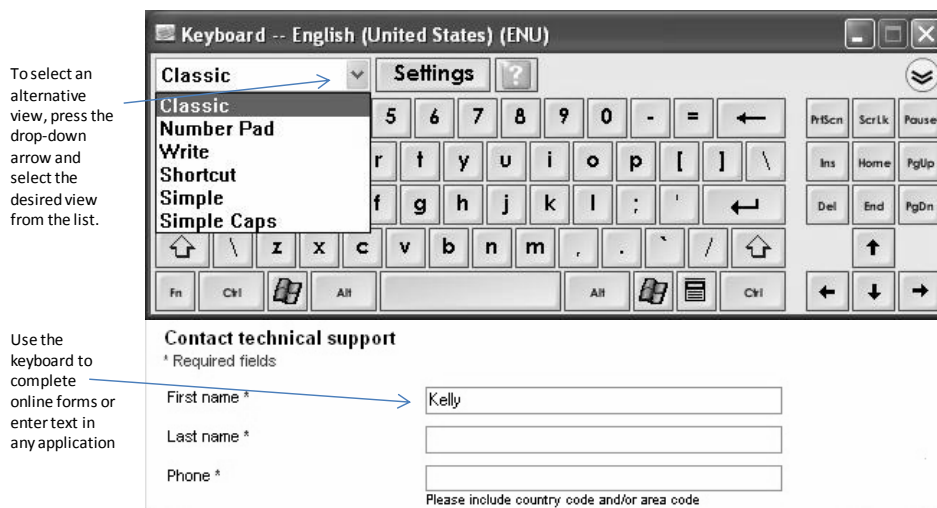 Keyboard -- English (United States) (ENU)
To select an
alternative
view, press the
drop-down
arrow and
select the
desired view
from the list.
Classic Settings ?
Classic
Number Pad
Write
Shortcut
Simple
Simple Caps
5 6 7 8 9 0 - = PrtScn ScrLk Pause
r t y u i o p [ ] \ Ins Home PgUp
f g h j k l ; ' Del End PgDn
\ z x c v b n m , . ` /
Fn Ctrl Alt Alt Ctrl
Use the
keyboard to
complete
online forms or
enter text in
any application
Contact technical support
* Required fields
First name * Kelly
Last name *
Phone *
Please include country code and/or area code